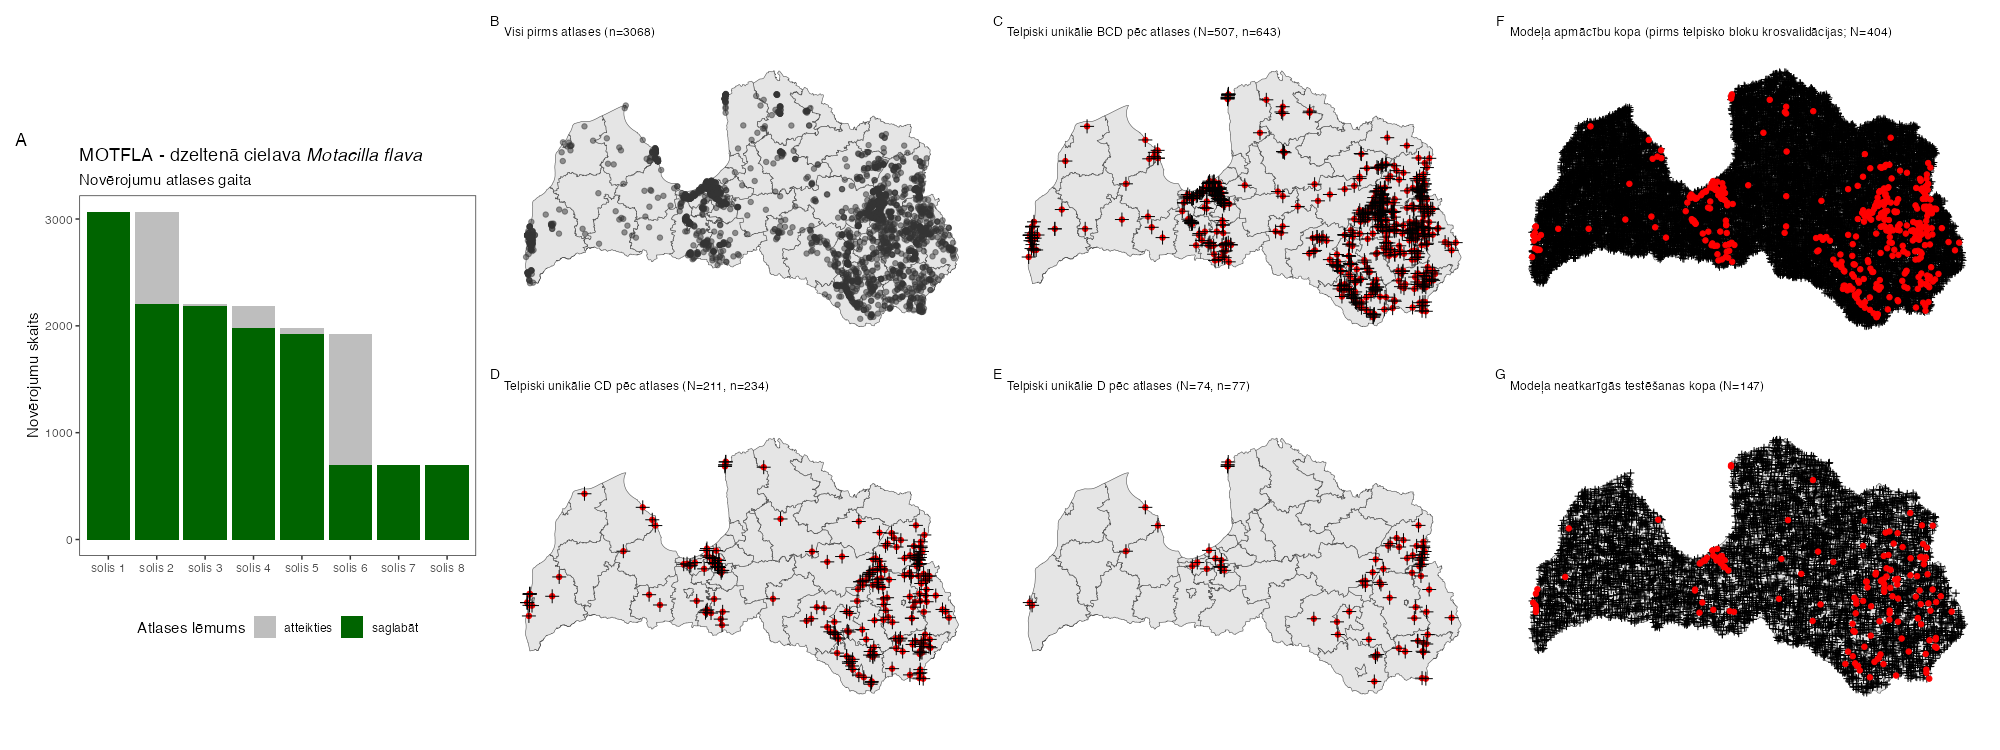 A
MOTFLA - dzeltenā cielava Motacilla flava
Novērojumu atlases gaita
Novērojumu skaits
3000
2000
1000
0
solis 1 solis 2 solis 3 solis 4 solis 5 solis 6 solis 7 solis 8
Atlases lēmums atteikties saglabāt
B
Visi pirms atlases (n=3068)
C
Telpiski unikālie BCD pēc atlases (N=507, n=643)
F
Modeļa apmācību kopa (pirms telpisko bloku krosvalidācijas; N=404)
D
Telpiski unikālie CD pēc atlases (N=211, n=234)
E
Telpiski unikālie D pēc atlases (N=74, n=77)
G
Modeļa neatkarīgās testēšanas kopa (N=147)